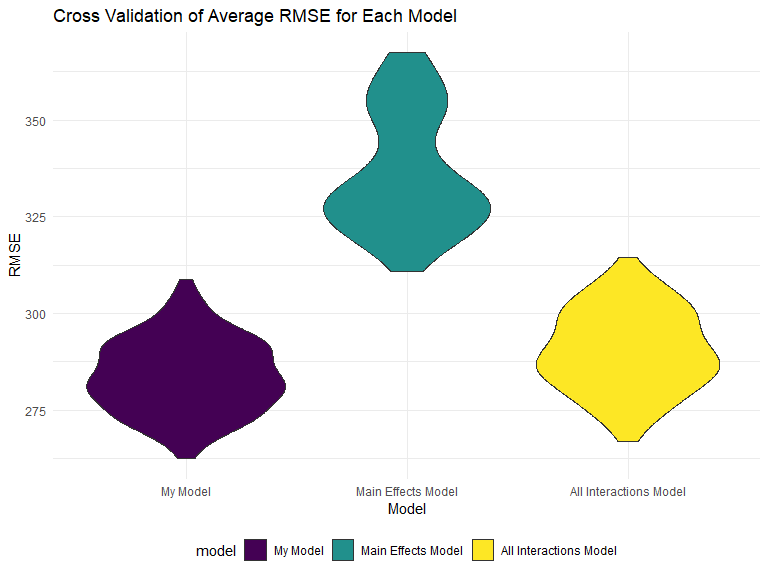 Cross Validation of Average RMSE for Each Model
RMSE
350
325
300
275
My Model Main Effects Model All Interactions Model
Model
model My Model Main Effects Model All Interactions Model